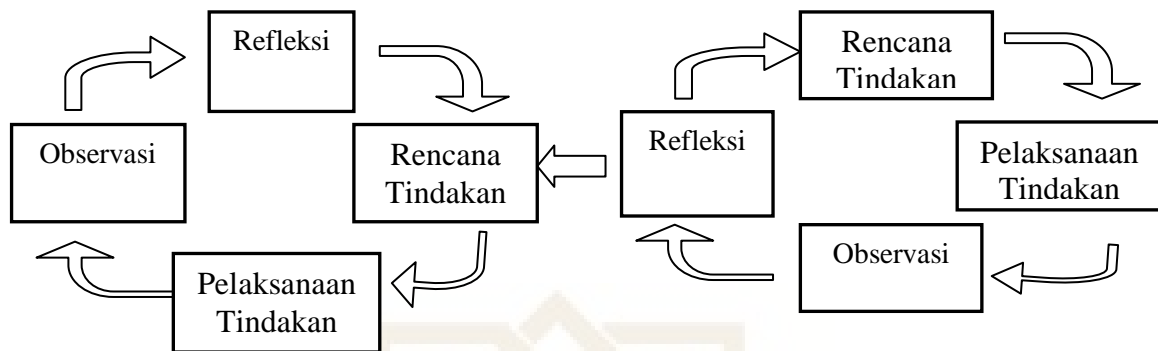 Refleksi
Rencana
Tindakan
Observasi
Rencana
Tindakan
Refleksi
Pelaksanaan
Tindakan
Pelaksanaan
Tindakan
Observasi